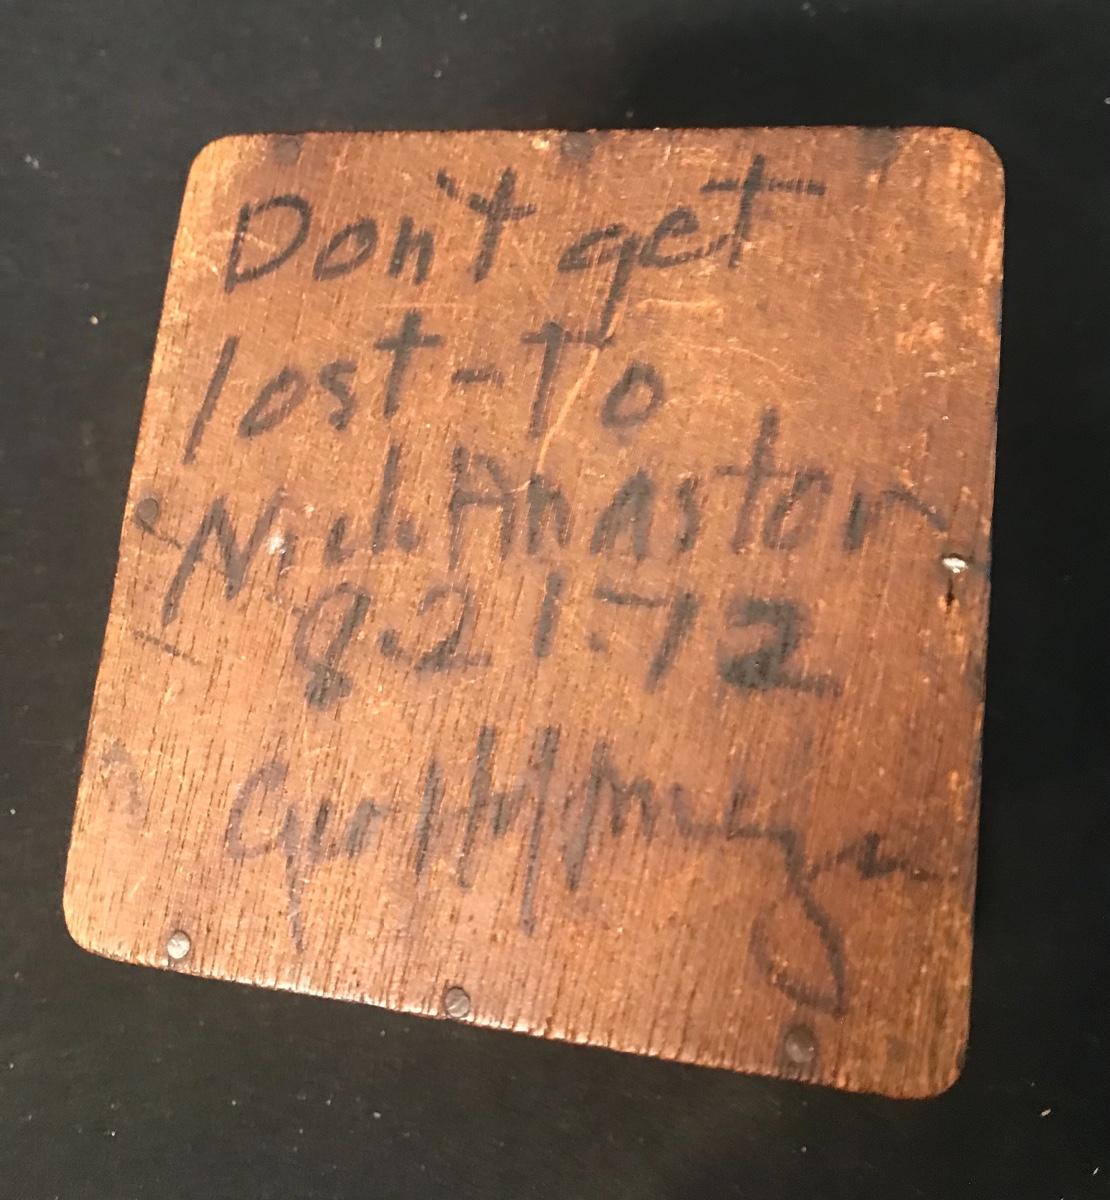 Don't get
lost - To
Nick Anastor
8.21.72